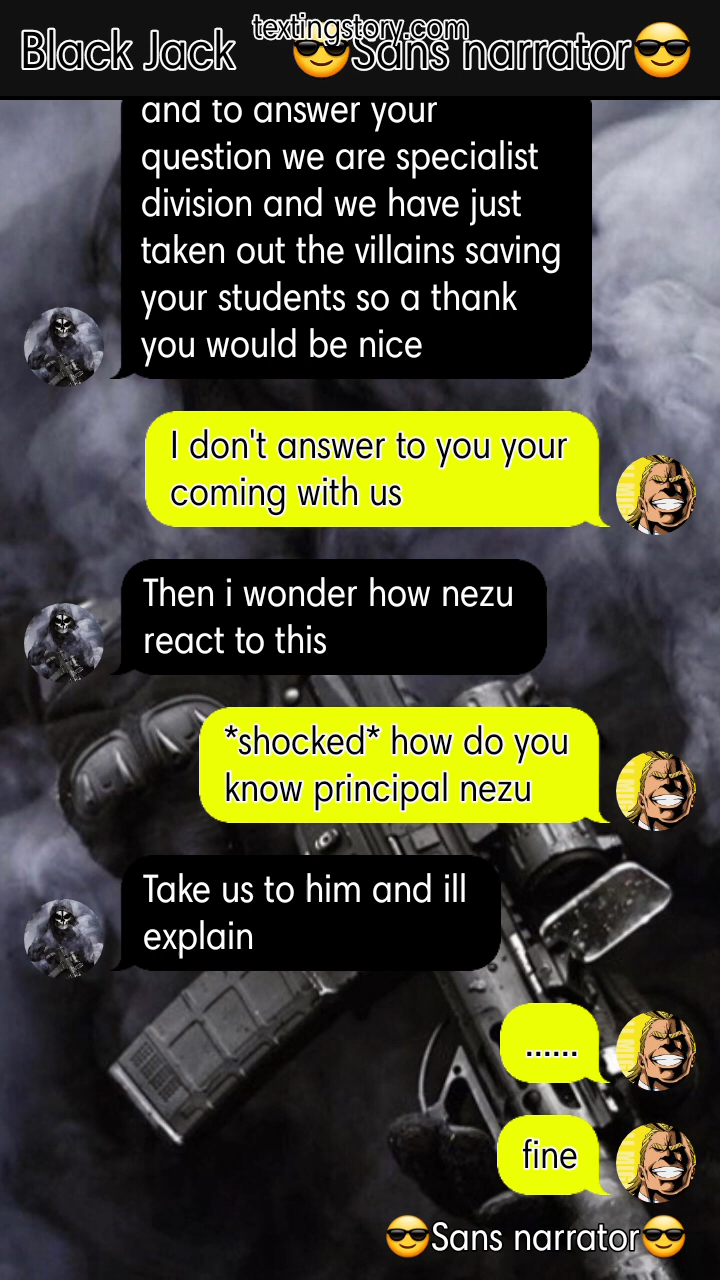 textingstory.com
Black Jack
😎Sans narrator😎
and to answer your
question we are specialist
division and we have just
taken out the villains saving
your students so a thank
you would be nice
I don't answer to you your
coming with us
Then i wonder how nezu
react to this
*shocked* how do you
know principal nezu
Take us to him and ill
explain
......
fine
😎Sans narrator😎